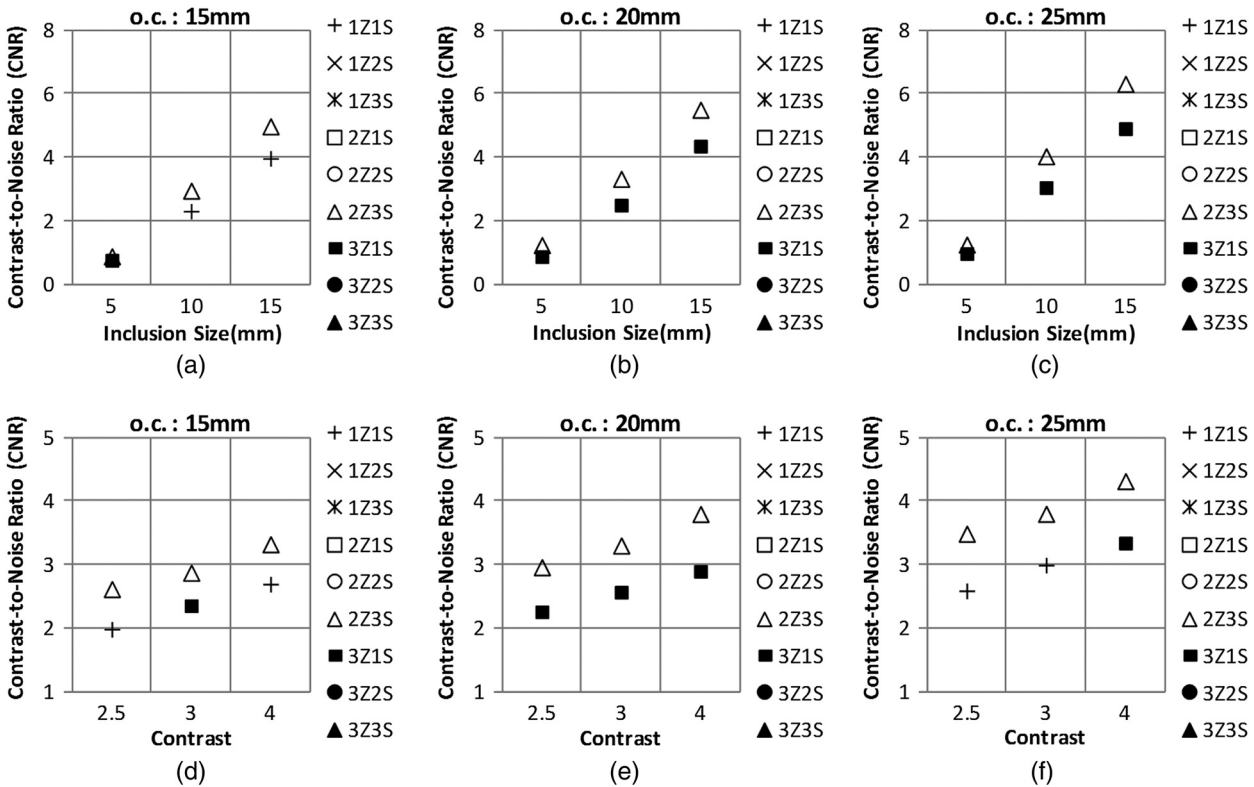 o.c. : 15mm
Contrast-to-Noise Ratio (CNR)
8
6
4
2
0
5 10 15
Inclusion Size(mm)
1Z1S
1Z2S
1Z3S
2Z1S
2Z2S
2Z3S
3Z1S
3Z2S
3Z3S
(a)
o.c. : 20mm
Contrast-to-Noise Ratio (CNR)
8
6
4
2
0
5 10 15
Inclusion Size(mm)
1Z1S
1Z2S
1Z3S
2Z1S
2Z2S
2Z3S
3Z1S
3Z2S
3Z3S
(b)
o.c. : 25mm
Contrast-to-Noise Ratio (CNR)
8
6
4
2
0
5 10 15
Inclusion Size(mm)
1Z1S
1Z2S
1Z3S
2Z1S
2Z2S
2Z3S
3Z1S
3Z2S
3Z3S
(c)
o.c. : 15mm
Contrast-to-Noise Ratio (CNR)
5
4
3
2
1
2.5 3 4
Contrast
1Z1S
1Z2S
1Z3S
2Z1S
2Z2S
2Z3S
3Z1S
3Z2S
3Z3S
(d)
o.c. : 20mm
Contrast-to-Noise Ratio (CNR)
5
4
3
2
1
2.5 3 4
Contrast
1Z1S
1Z2S
1Z3S
2Z1S
2Z2S
2Z3S
3Z1S
3Z2S
3Z3S
(e)
o.c. : 25mm
Contrast-to-Noise Ratio (CNR)
5
4
3
2
1
2.5 3 4
Contrast
1Z1S
1Z2S
1Z3S
2Z1S
2Z2S
2Z3S
3Z1S
3Z2S
3Z3S
(f)